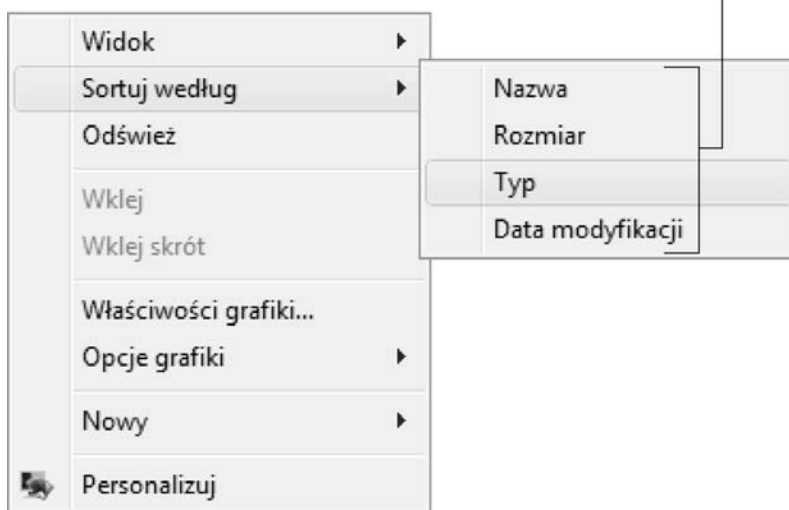 Widok
Sortuj według
Odśwież
Wklej
Wklej skrót
Właściwości grafiki...
Opcje grafiki
Nowy
Personalizuj
Nazwa
Rozmiar
Typ
Data modyfikacji